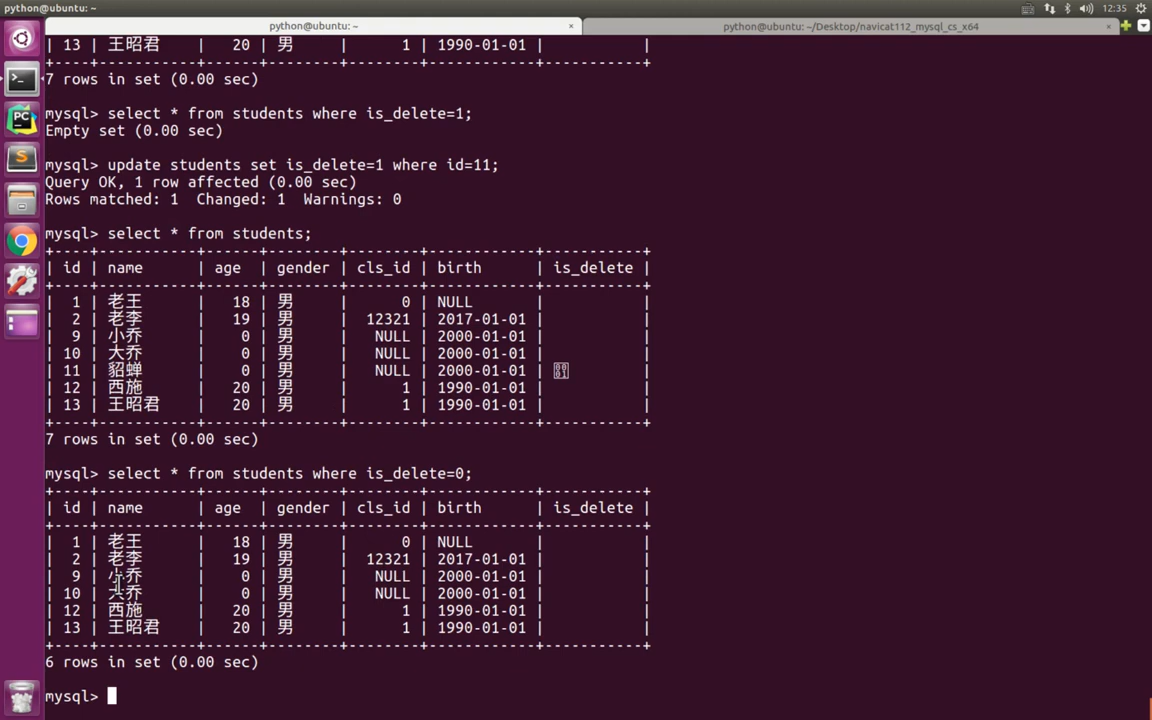 python@ubuntu: ~ 12:35
python@ubuntu: ~ × python@ubuntu: ~/Desktop/navicat112_mysql_cs_x64 ×
| 13 | 王昭君 | 20 | 男 | 1 | 1990-01-01 | |
+----+-----------+------+--------+--------+------------+-----------+
7 rows in set (0.00 sec)
mysql> select * from students where is_delete=1;
Empty set (0.00 sec)
mysql> update students set is_delete=1 where id=11;
Query OK, 1 row affected (0.00 sec)
Rows matched: 1 Changed: 1 Warnings: 0
mysql> select * from students;
+----+-----------+------+--------+--------+------------+-----------+
| id | name | age | gender | cls_id | birth | is_delete |
+----+-----------+------+--------+--------+------------+-----------+
| 1 | 老王 | 18 | 男 | 0 | NULL | |
| 2 | 老李 | 19 | 男 | 12321 | 2017-01-01 | |
| 9 | 小乔 | 0 | 男 | NULL | 2000-01-01 | |
| 10 | 大乔 | 0 | 男 | NULL | 2000-01-01 | |
| 11 | 貂蝉 | 0 | 男 | NULL | 2000-01-01 | 0001 |
| 12 | 西施 | 20 | 男 | 1 | 1990-01-01 | |
| 13 | 王昭君 | 20 | 男 | 1 | 1990-01-01 | |
+----+-----------+------+--------+--------+------------+-----------+
7 rows in set (0.00 sec)
mysql> select * from students where is_delete=0;
+----+-----------+------+--------+--------+------------+-----------+
| id | name | age | gender | cls_id | birth | is_delete |
+----+-----------+------+--------+--------+------------+-----------+
| 1 | 老王 | 18 | 男 | 0 | NULL | |
| 2 | 老李 | 19 | 男 | 12321 | 2017-01-01 | |
| 9 | 小乔 | 0 | 男 | NULL | 2000-01-01 | |
| 10 | 大乔 | 0 | 男 | NULL | 2000-01-01 | |
| 12 | 西施 | 20 | 男 | 1 | 1990-01-01 | |
| 13 | 王昭君 | 20 | 男 | 1 | 1990-01-01 | |
+----+-----------+------+--------+--------+------------+-----------+
6 rows in set (0.00 sec)
mysql>